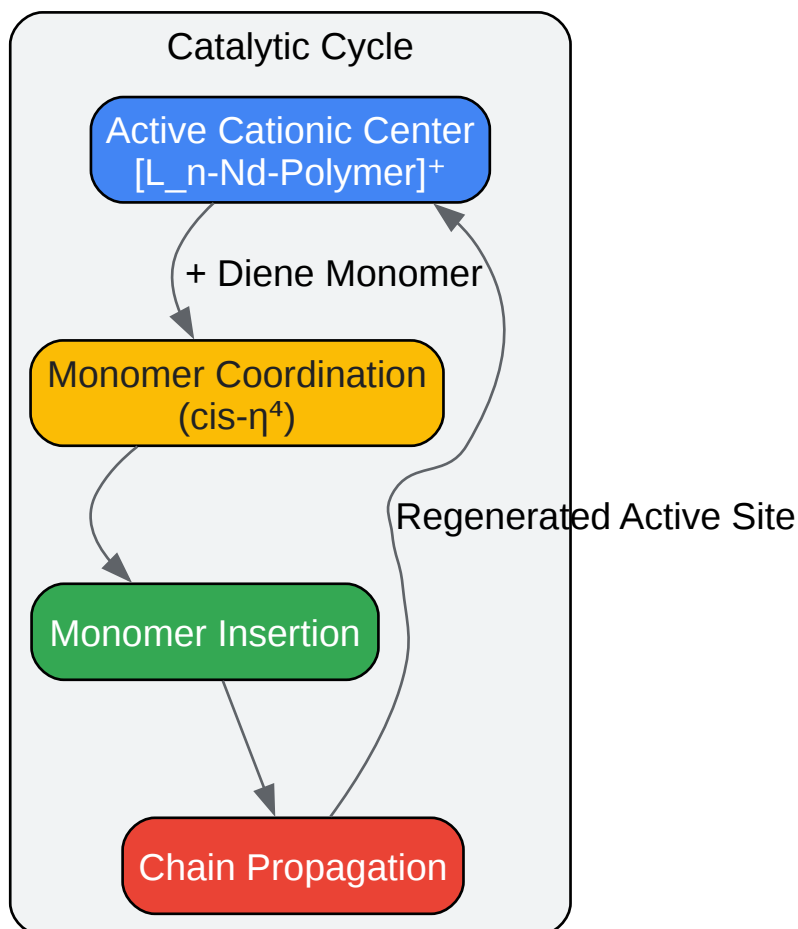 Catalytic Cycle
Active Cationic Center
[L_n-Nd-Polymer]⁺
+ Diene Monomer
Monomer Coordination
(cis-η⁴)
Regenerated Active Site
Monomer Insertion
Chain Propagation